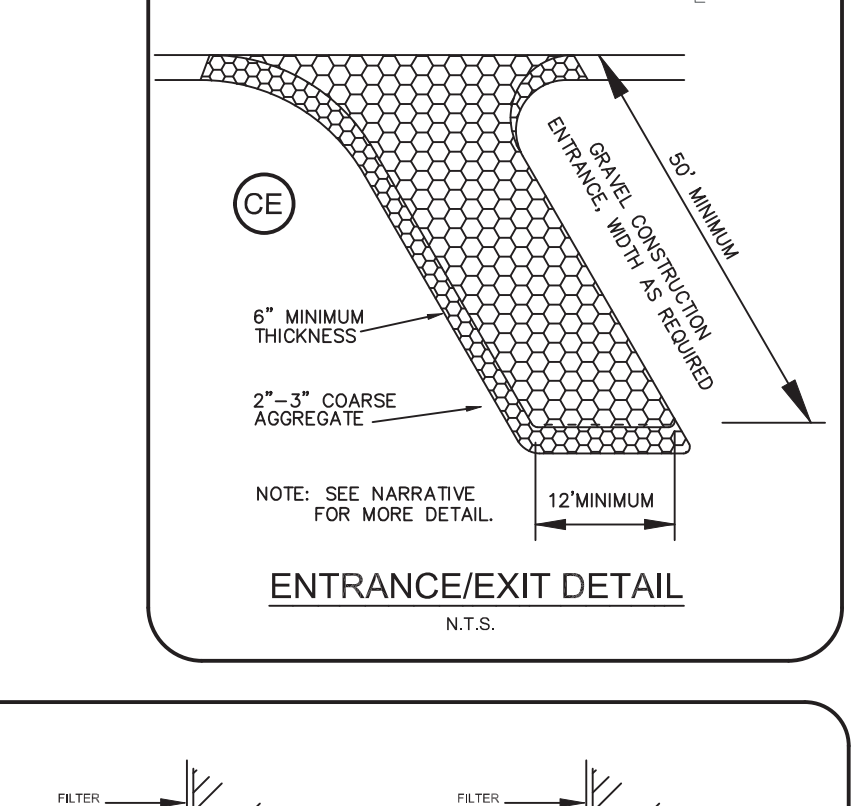 CE
50' MINIMUM
GRAVEL CONSTRUCTION
ENTRANCE, WIDTH AS REQUIRED
6" MINIMUM
THICKNESS
2"-3" COARSE
AGGREGATE
NOTE: SEE NARRATIVE
FOR MORE DETAIL.
12'MINIMUM
ENTRANCE/EXIT DETAIL
N.T.S.
FILTER
FILTER